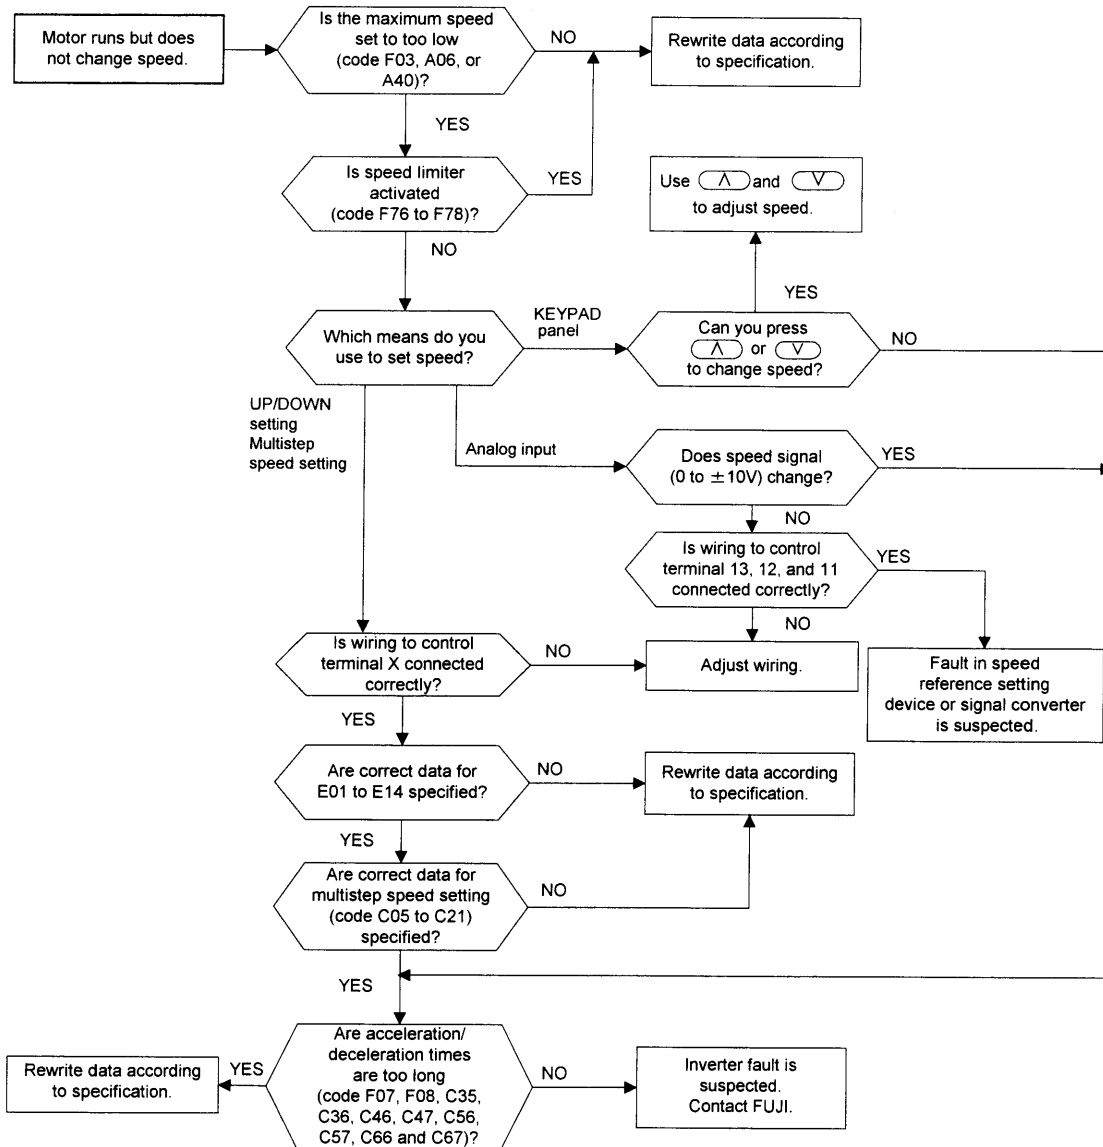 Motor runs but does
not change speed.
Is the maximum speed
set to too low
(code F03, A06, or
A40)?
NO
Rewrite data according
to specification.
YES
Is speed limiter
activated
(code F76 to F78)?
YES
NO
Use ∧ and ∨
to adjust speed.
YES
Which means do you
use to set speed?
KEYPAD
panel
Can you press
∧ or ∨
to change speed?
NO
UP/DOWN
setting
Multistep
speed setting
Analog input
Does speed signal
(0 to ±10V) change?
YES
NO
Is wiring to control
terminal 13, 12, and 11
connected correctly?
YES
NO
Is wiring to control
terminal X connected
correctly?
NO
Adjust wiring.
Fault in speed
reference setting
device or signal converter
is suspected.
YES
Are correct data for
E01 to E14 specified?
NO
Rewrite data according
to specification.
YES
Are correct data for
multistep speed setting
(code C05 to C21)
specified?
NO
YES
Are acceleration/
deceleration times
are too long
(code F07, F08, C35,
C36, C46, C47, C56,
C57, C66 and C67)?
YES
Rewrite data according
to specification.
NO
Inverter fault is
suspected.
Contact FUJI.